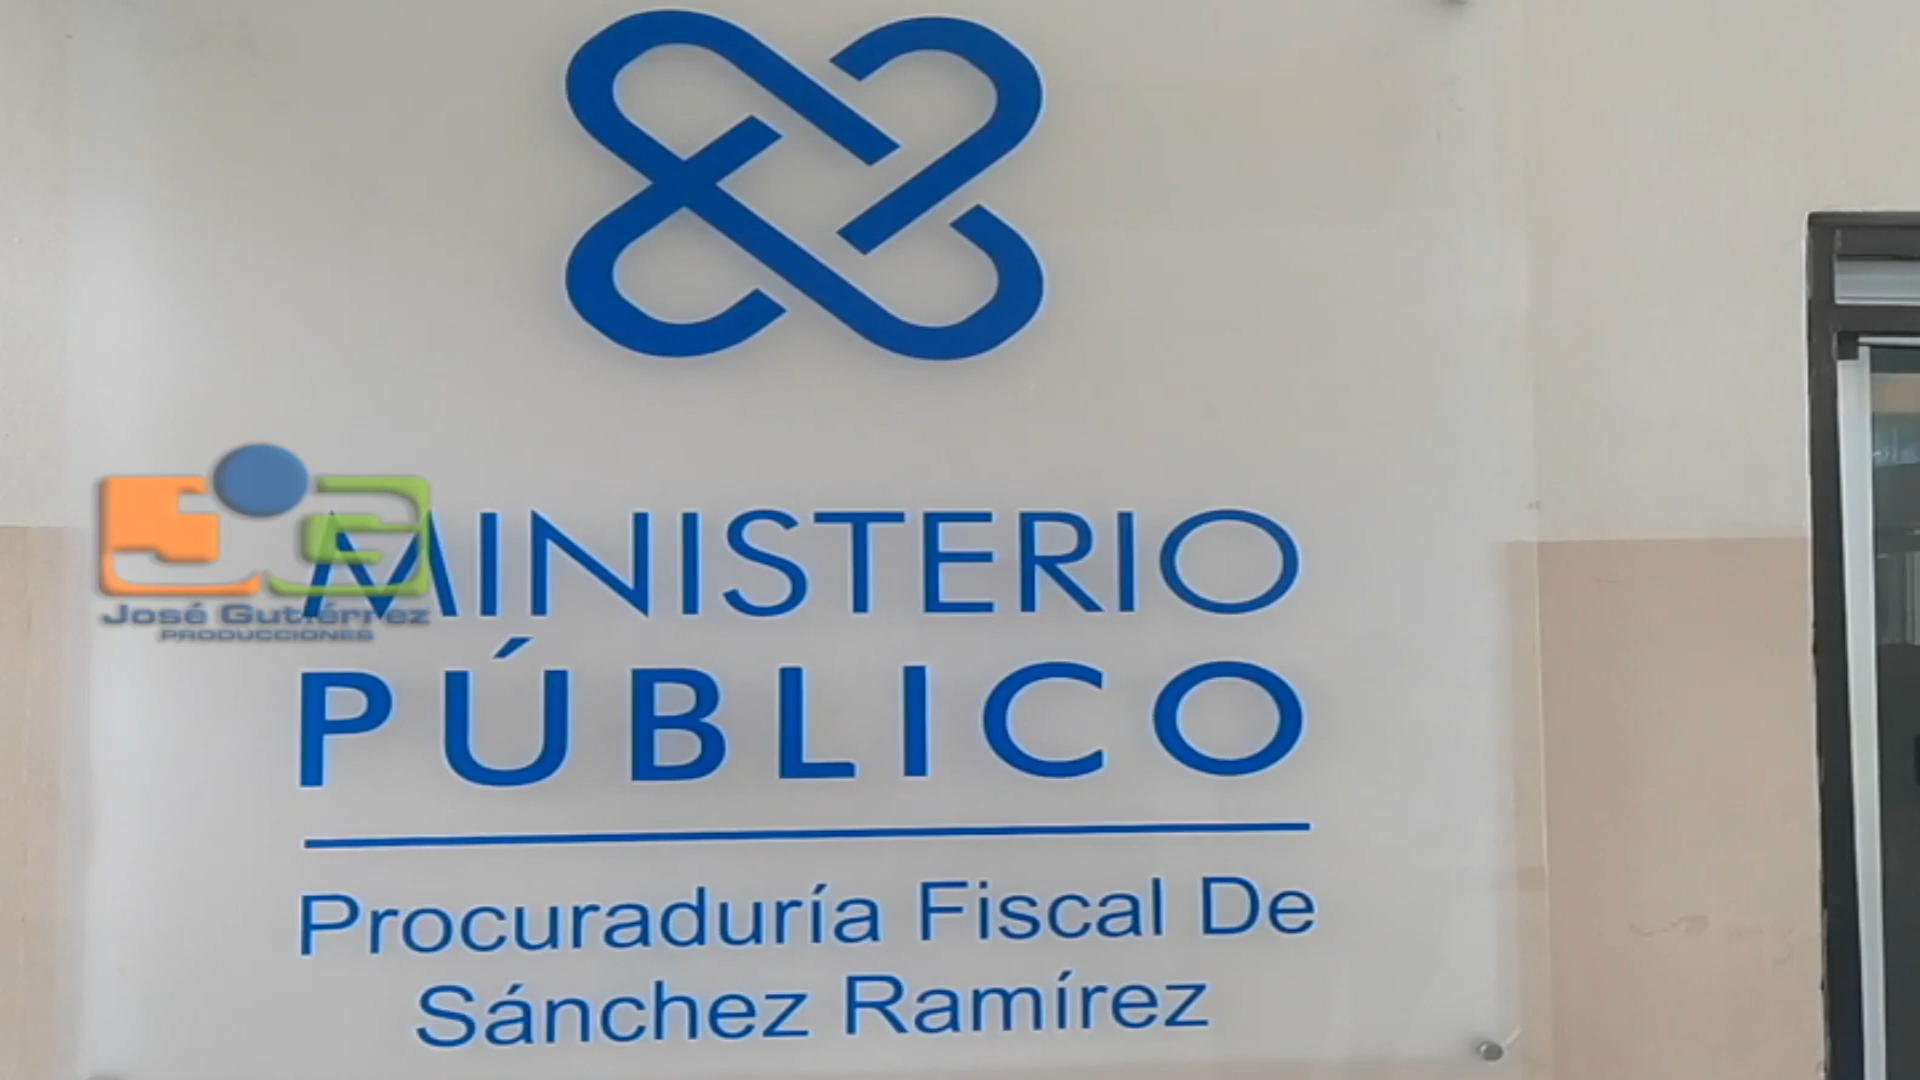 MINISTERIO
José Gutiérrez
PRODUCCIONES
PÚBLICO
Procuraduría Fiscal De
Sánchez Ramírez